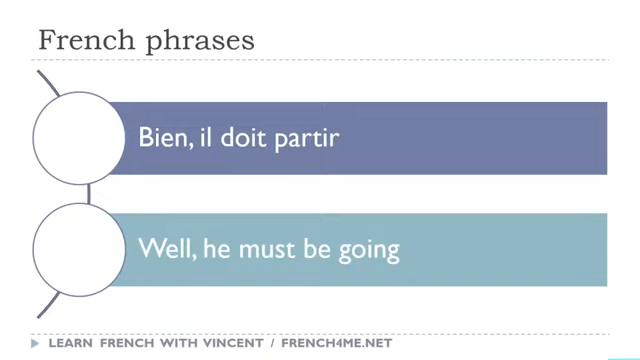 French phrases
Bien, il doit partir
Well, he must be going
LEARN FRENCH WITH VINCENT / FRENCH4ME.NET